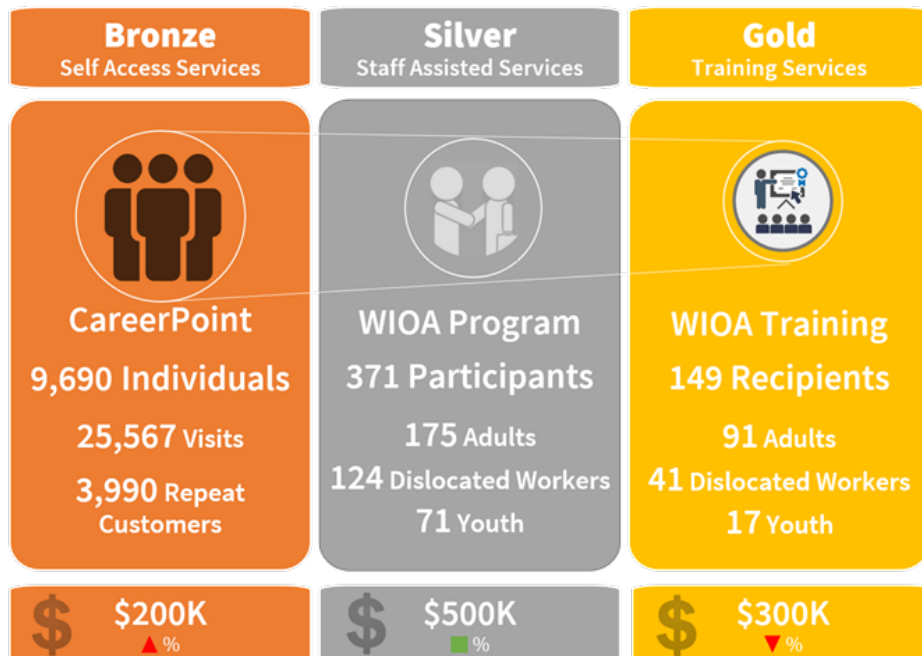 Bronze
Self Access Services
Silver
Staff Assisted Services
Gold
Training Services
CareerPoint
9,690 Individuals
25,567 Visits
3,990 Repeat
Customers
WIOA Program
371 Participants
175 Adults
124 Dislocated Workers
71 Youth
WIOA Training
149 Recipients
91 Adults
41 Dislocated Workers
17 Youth
$ $200K
▲ %
$ $500K
■ %
$ $300K
▼ %